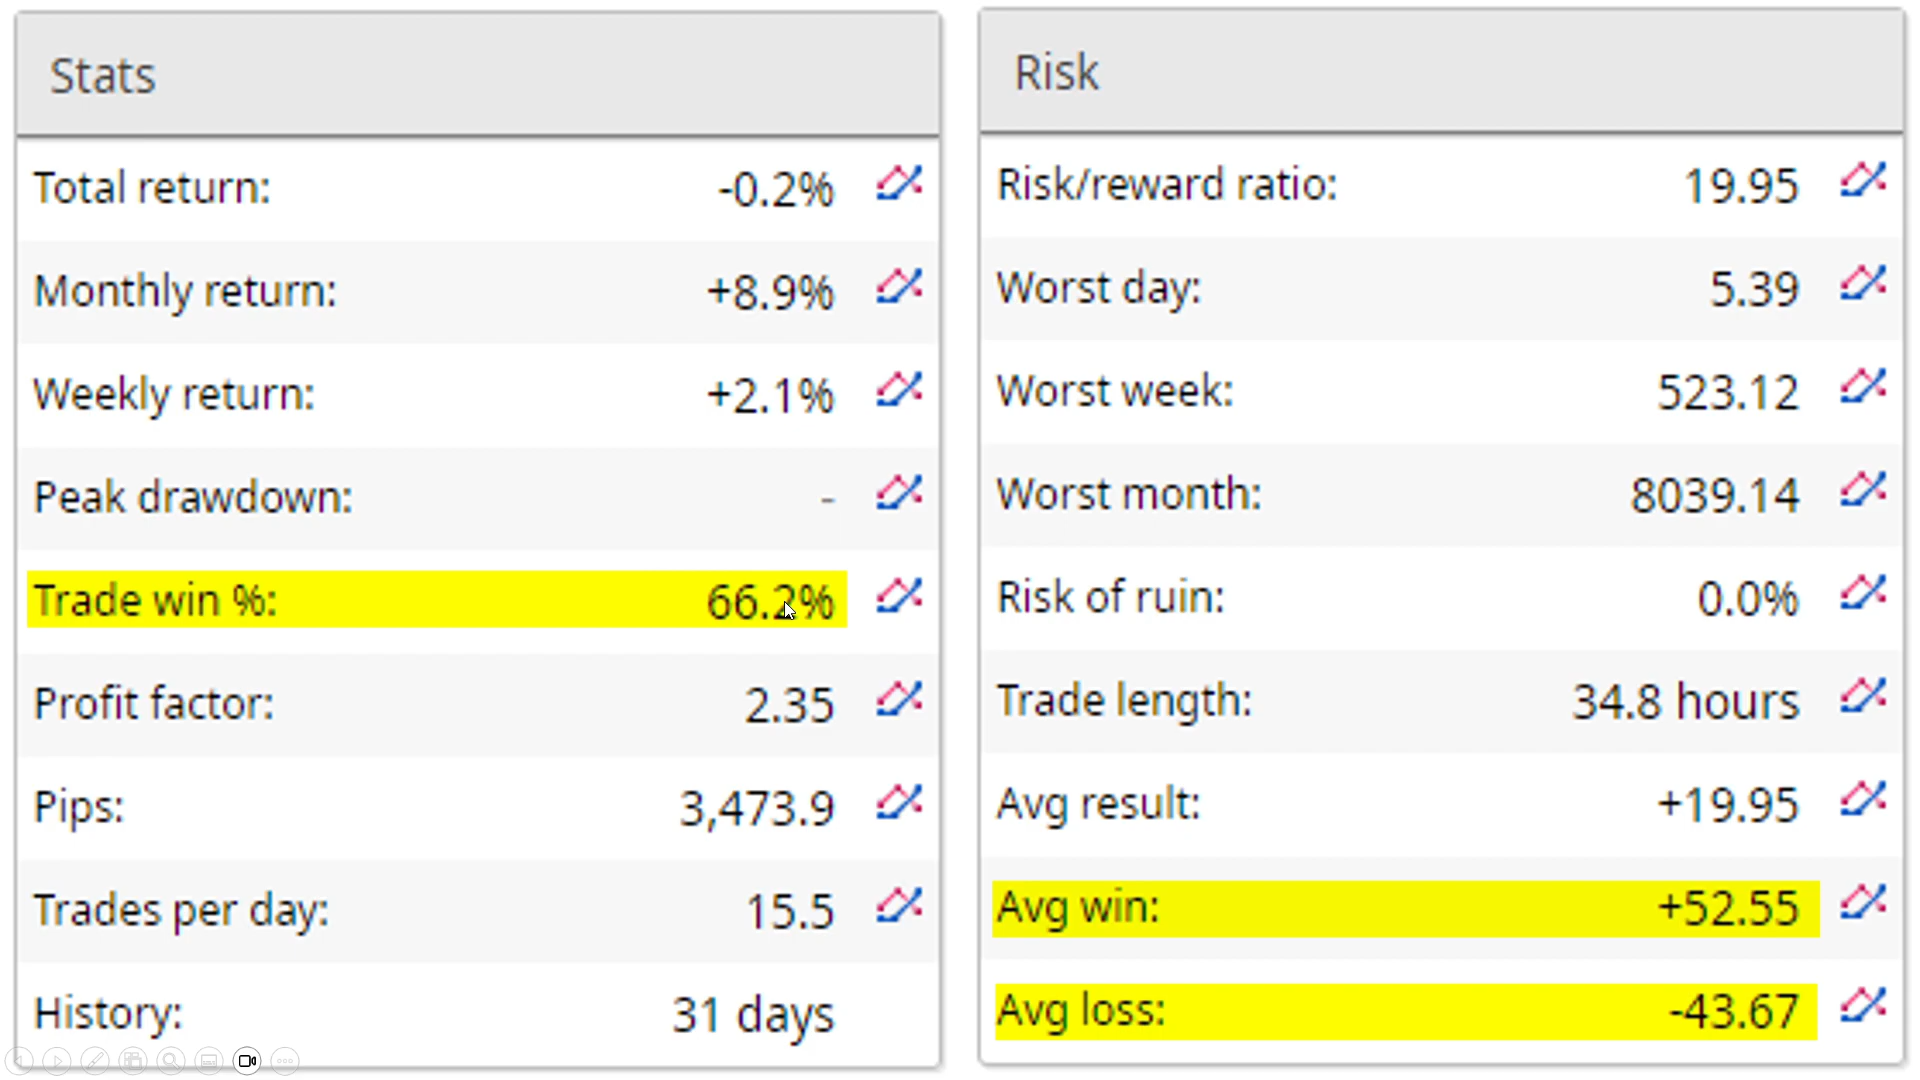 Stats
Total return: -0.2%
Monthly return: +8.9%
Weekly return: +2.1%
Peak drawdown: -
Trade win %: 66.2%
Profit factor: 2.35
Pips: 3,473.9
Trades per day: 15.5
History: 31 days
Risk
Risk/reward ratio: 19.95
Worst day: 5.39
Worst week: 523.12
Worst month: 8039.14
Risk of ruin: 0.0%
Trade length: 34.8 hours
Avg result: +19.95
Avg win: +52.55
Avg loss: -43.67